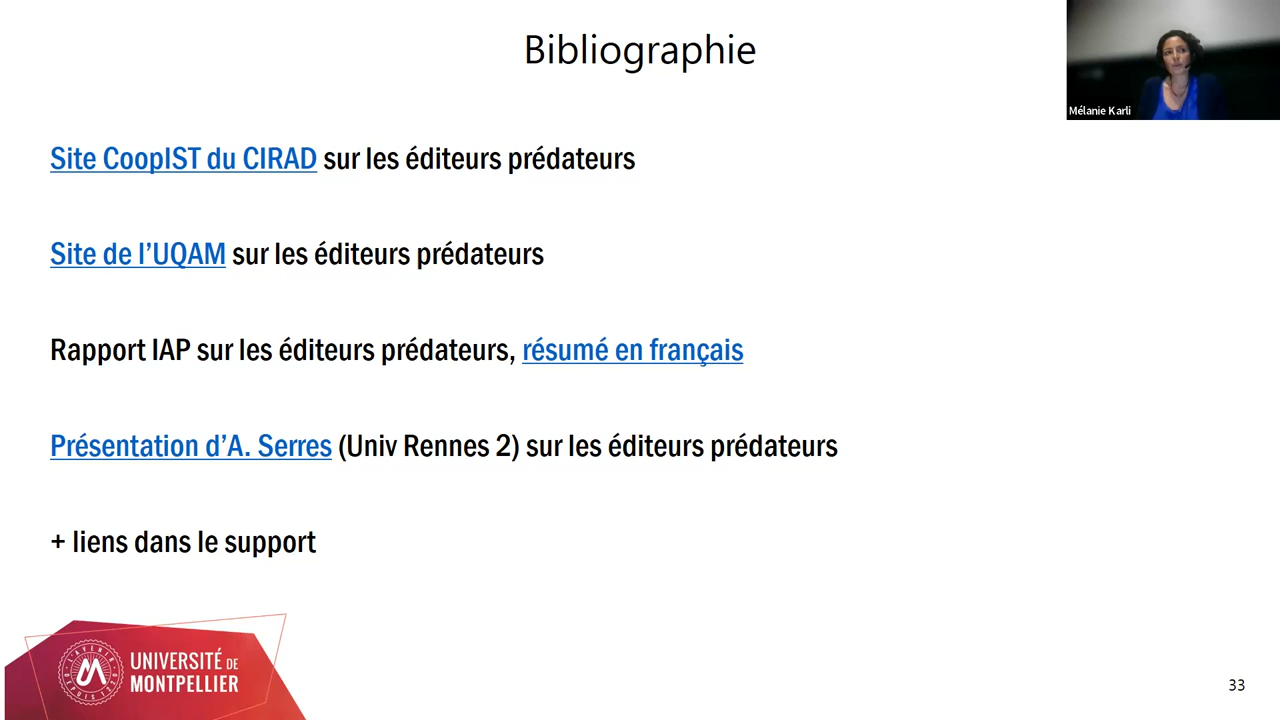 Bibliographie
Mélanie Karli
Site CoopIST du CIRAD sur les éditeurs prédateurs
Site de l’UQAM sur les éditeurs prédateurs
Rapport IAP sur les éditeurs prédateurs, résumé en français
Présentation d’A. Serres (Univ Rennes 2) sur les éditeurs prédateurs
+ liens dans le support
UNIVERSITÉ DE
MONTPELLIER
33